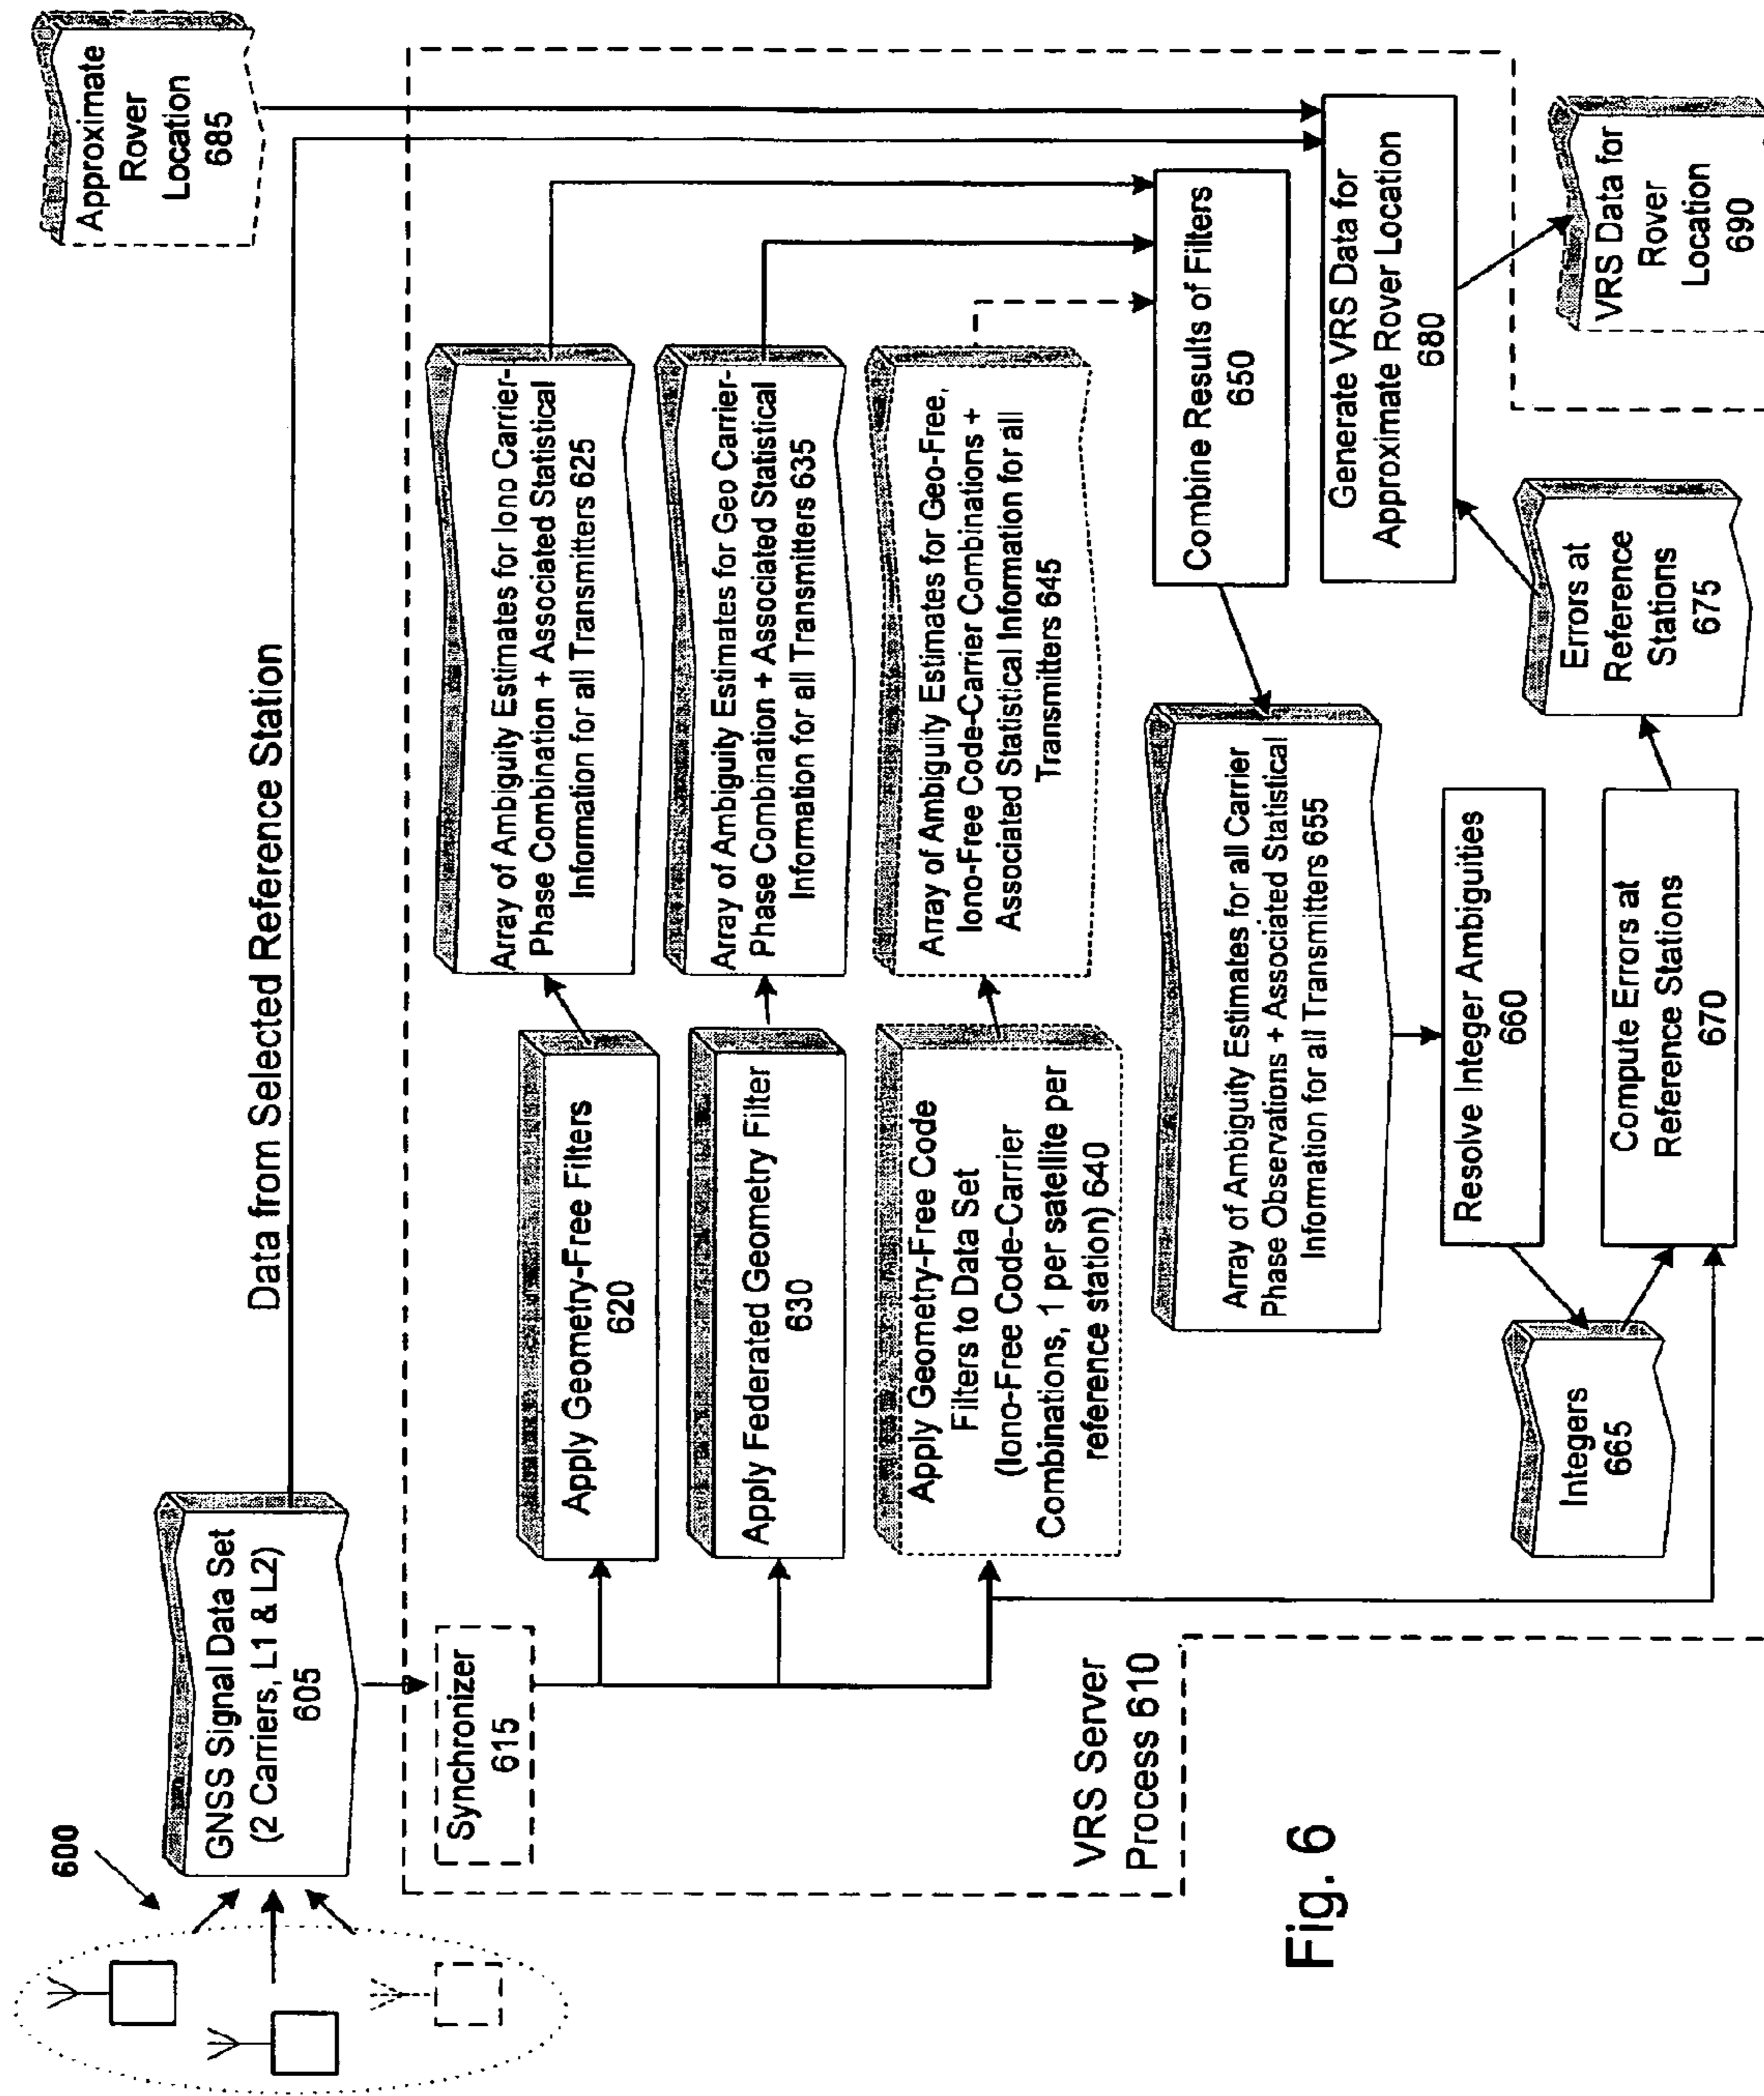 600
GNSS Signal Data Set
(2 Carriers, L1 & L2)
605
Data from Selected Reference Station
Approximate
Rover
Location
685
Synchronizer
615
Apply Geometry-Free Filters
620
Array of Ambiguity Estimates for Iono Carrier-
Phase Combination + Associated Statistical
Information for all Transmitters 625
Apply Federated Geometry Filter
630
Array of Ambiguity Estimates for Geo Carrier-
Phase Combination + Associated Statistical
Information for all Transmitters 635
Apply Geometry-Free Code
Filters to Data Set
(Iono-Free Code-Carrier
Combinations, 1 per satellite per
reference station) 640
Array of Ambiguity Estimates for Geo-Free,
Iono-Free Code-Carrier Combinations +
Associated Statistical Information for all
Transmitters 645
VRS Server
Process 610
Combine Results of Filters
650
Array of Ambiguity Estimates for all Carrier
Phase Observations + Associated Statistical
Information for all Transmitters 655
Generate VRS Data for
Approximate Rover Location
680
Resolve Integer Ambiguities
660
Integers
665
Compute Errors at
Reference Stations
670
Errors at
Reference
Stations
675
VRS Data for
Rover
Location
690
Fig. 6